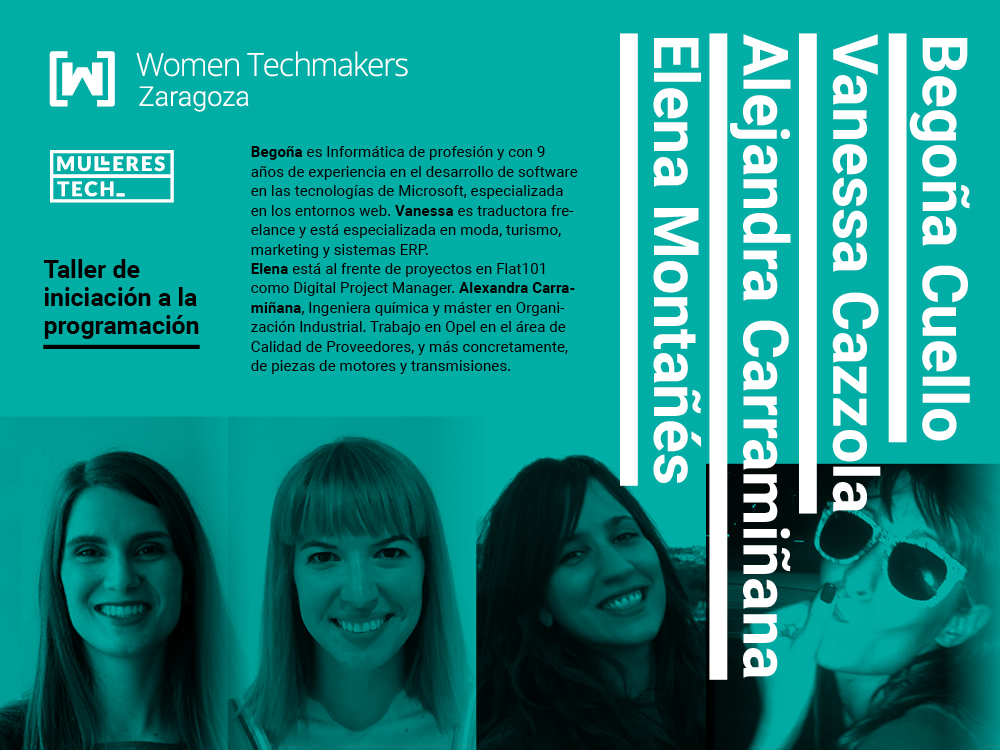 Women Techmakers
Zaragoza
MUJERES
TECH_
Taller de
iniciación a la
programación
Begoña es Informática de profesión y con 9
años de experiencia en el desarrollo de software
en las tecnologías de Microsoft, especializada
en los entornos web. Vanessa es traductora fre-
elance y está especializada en moda, turismo,
marketing y sistemas ERP.
Elena está al frente de proyectos en Flat101
como Digital Project Manager. Alexandra Carra-
miñana, Ingeniera química y máster en Organi-
zación Industrial. Trabajo en Opel en el área de
Calidad de Proveedores, y más concretamente,
de piezas de motores y transmisiones.
Begoña Cuello
Vanessa Cazzola
Alejandra Carramiñana
Elena Montañés